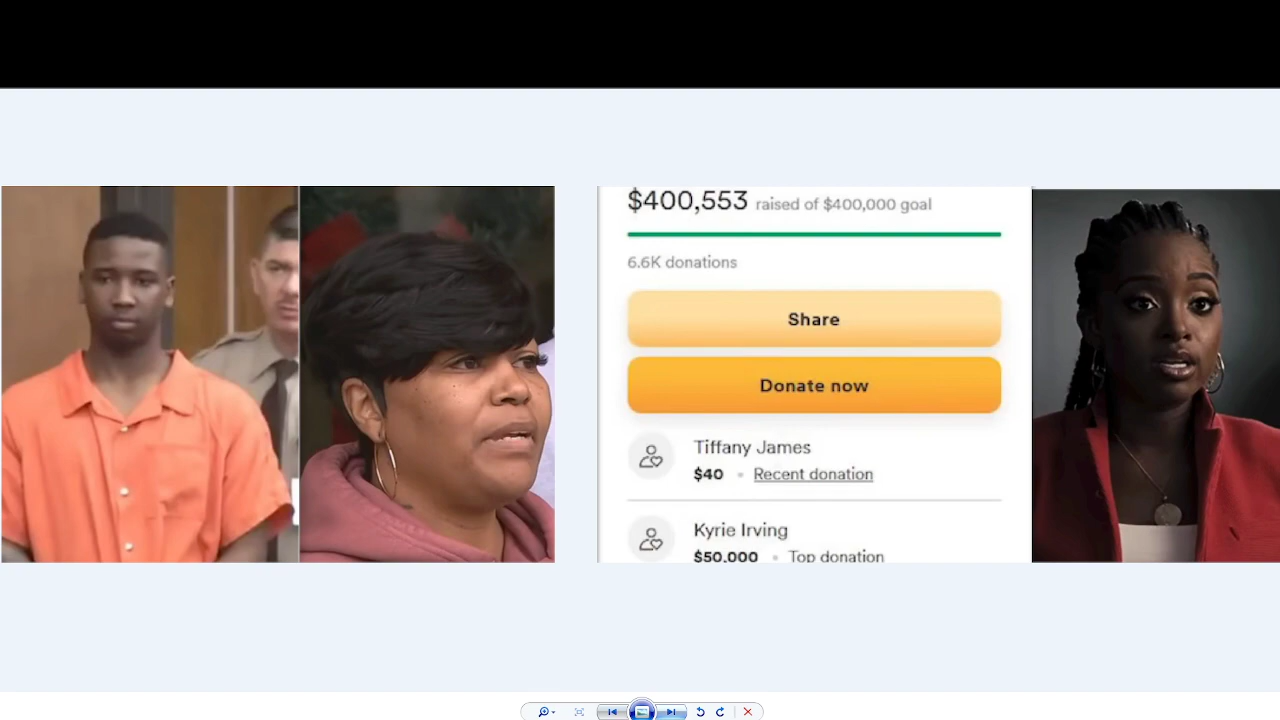 $400,553 raised of $400,000 goal
6.6K donations
Share
Donate now
Tiffany James
$40 • Recent donation
Kyrie Irving
$50,000 • Top donation